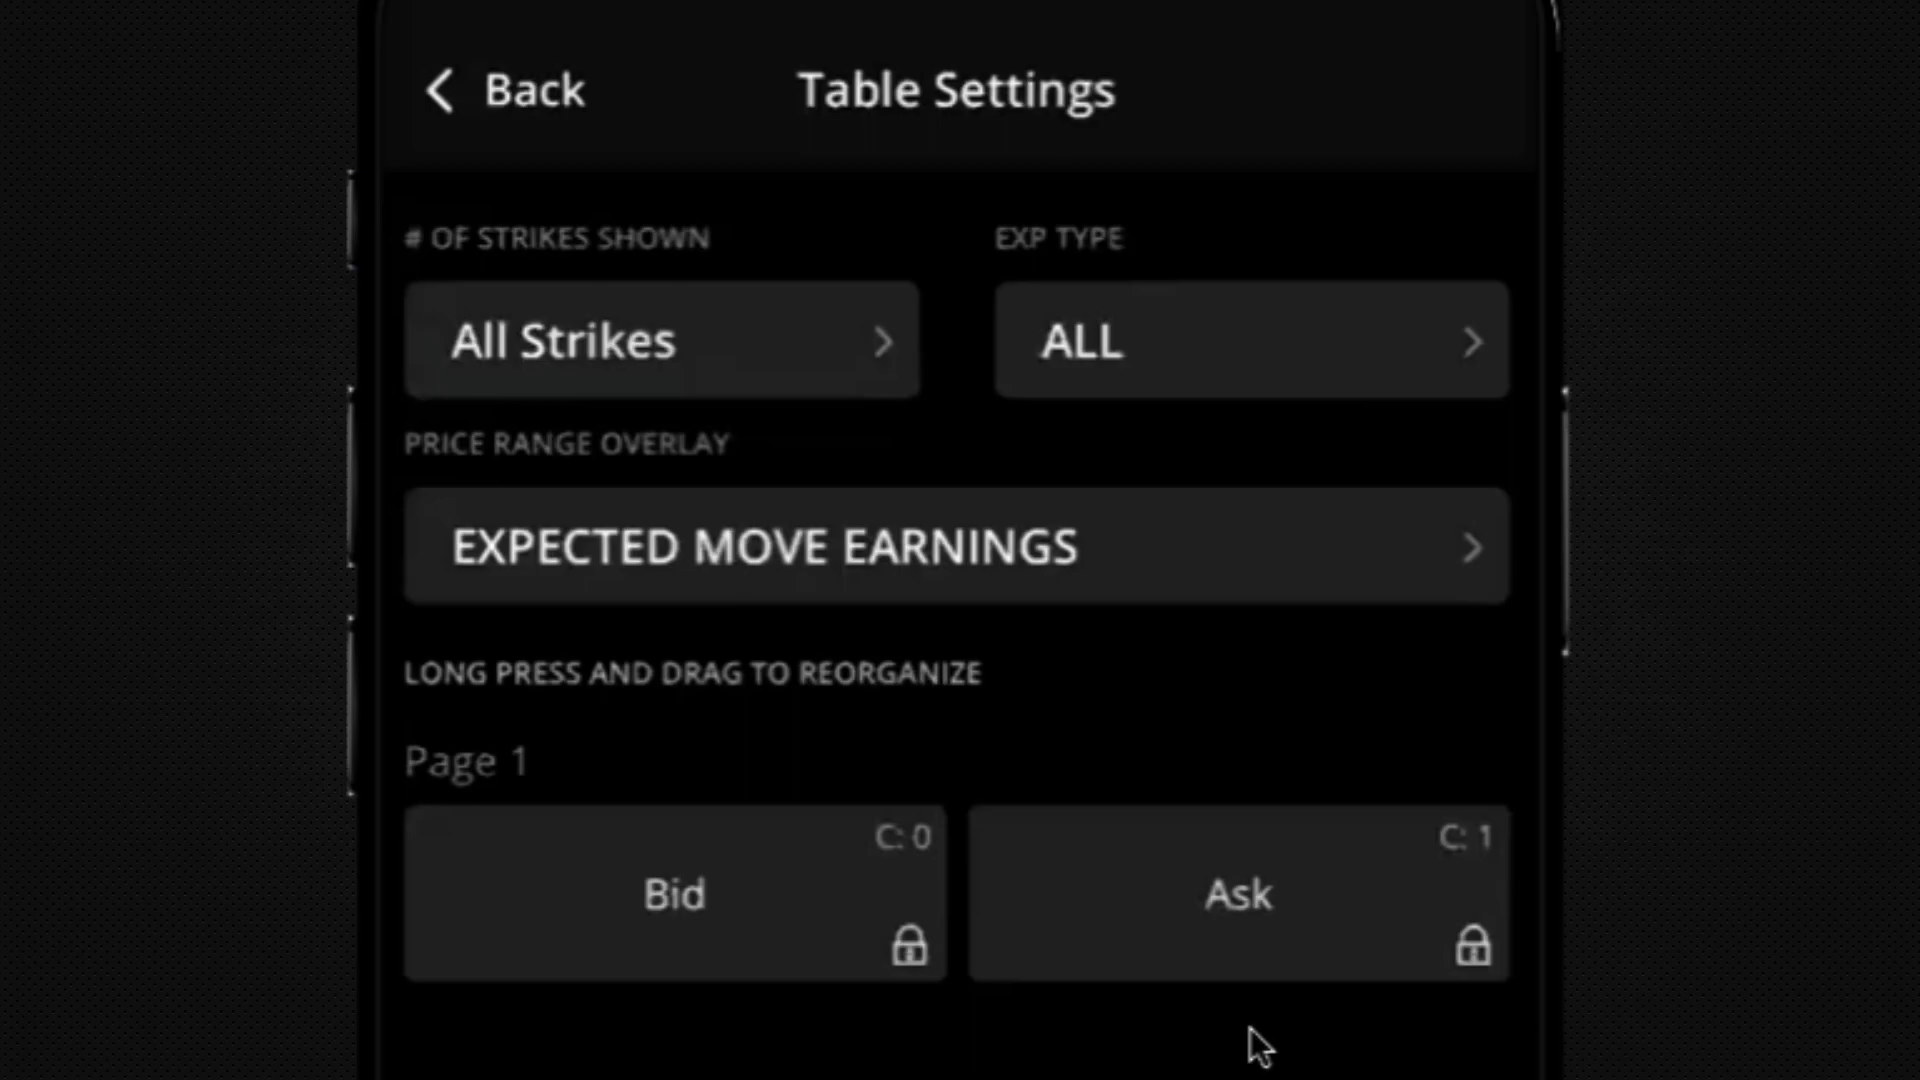 Back
Table Settings
# OF STRIKES SHOWN
EXP TYPE
All Strikes
ALL
PRICE RANGE OVERLAY
EXPECTED MOVE EARNINGS
LONG PRESS AND DRAG TO REORGANIZE
Page 1
C: 0
Bid
C: 1
Ask